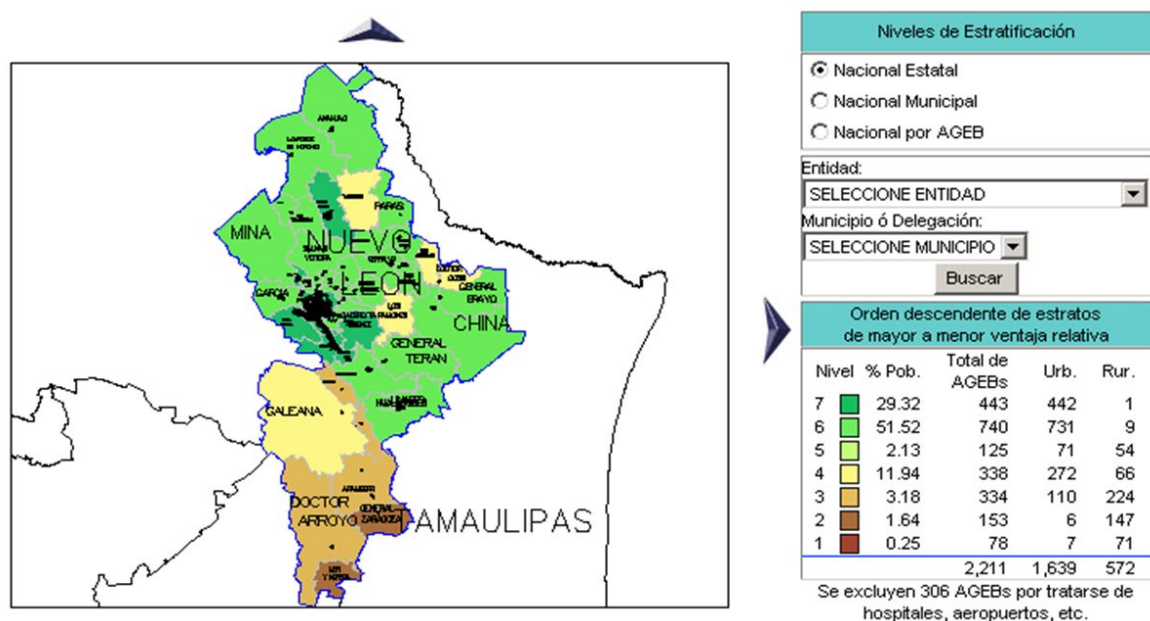 Niveles de Estratificación
Nacional Estatal
Nacional Municipal
Nacional por AGEB
Entidad:
SELECCIONE ENTIDAD
Municipio ó Delegación:
SELECCIONE MUNICIPIO
Buscar
Orden descendente de estratos
de mayor a menor ventaja relativa
Nivel % Pob. Total de AGEBs Urb. Rur.
7 29.32 443 442 1
6 51.52 740 731 9
5 2.13 125 71 54
4 11.94 338 272 66
3 3.18 334 110 224
2 1.64 153 6 147
1 0.25 78 7 71
2,211 1,639 572
Se excluyen 306 AGEBs por tratarse de
hospitales, aeropuertos, etc.
ANAHUAC
PARAS
MINA
NUEVO
LEON
GARCIA
GENERAL
BRAVO
CHINA
LOS
RAMONES
GENERAL
TERAN
GALEANA
DOCTOR
ARROYO
GENERAL
ZARAGOZA
TAMAULIPAS